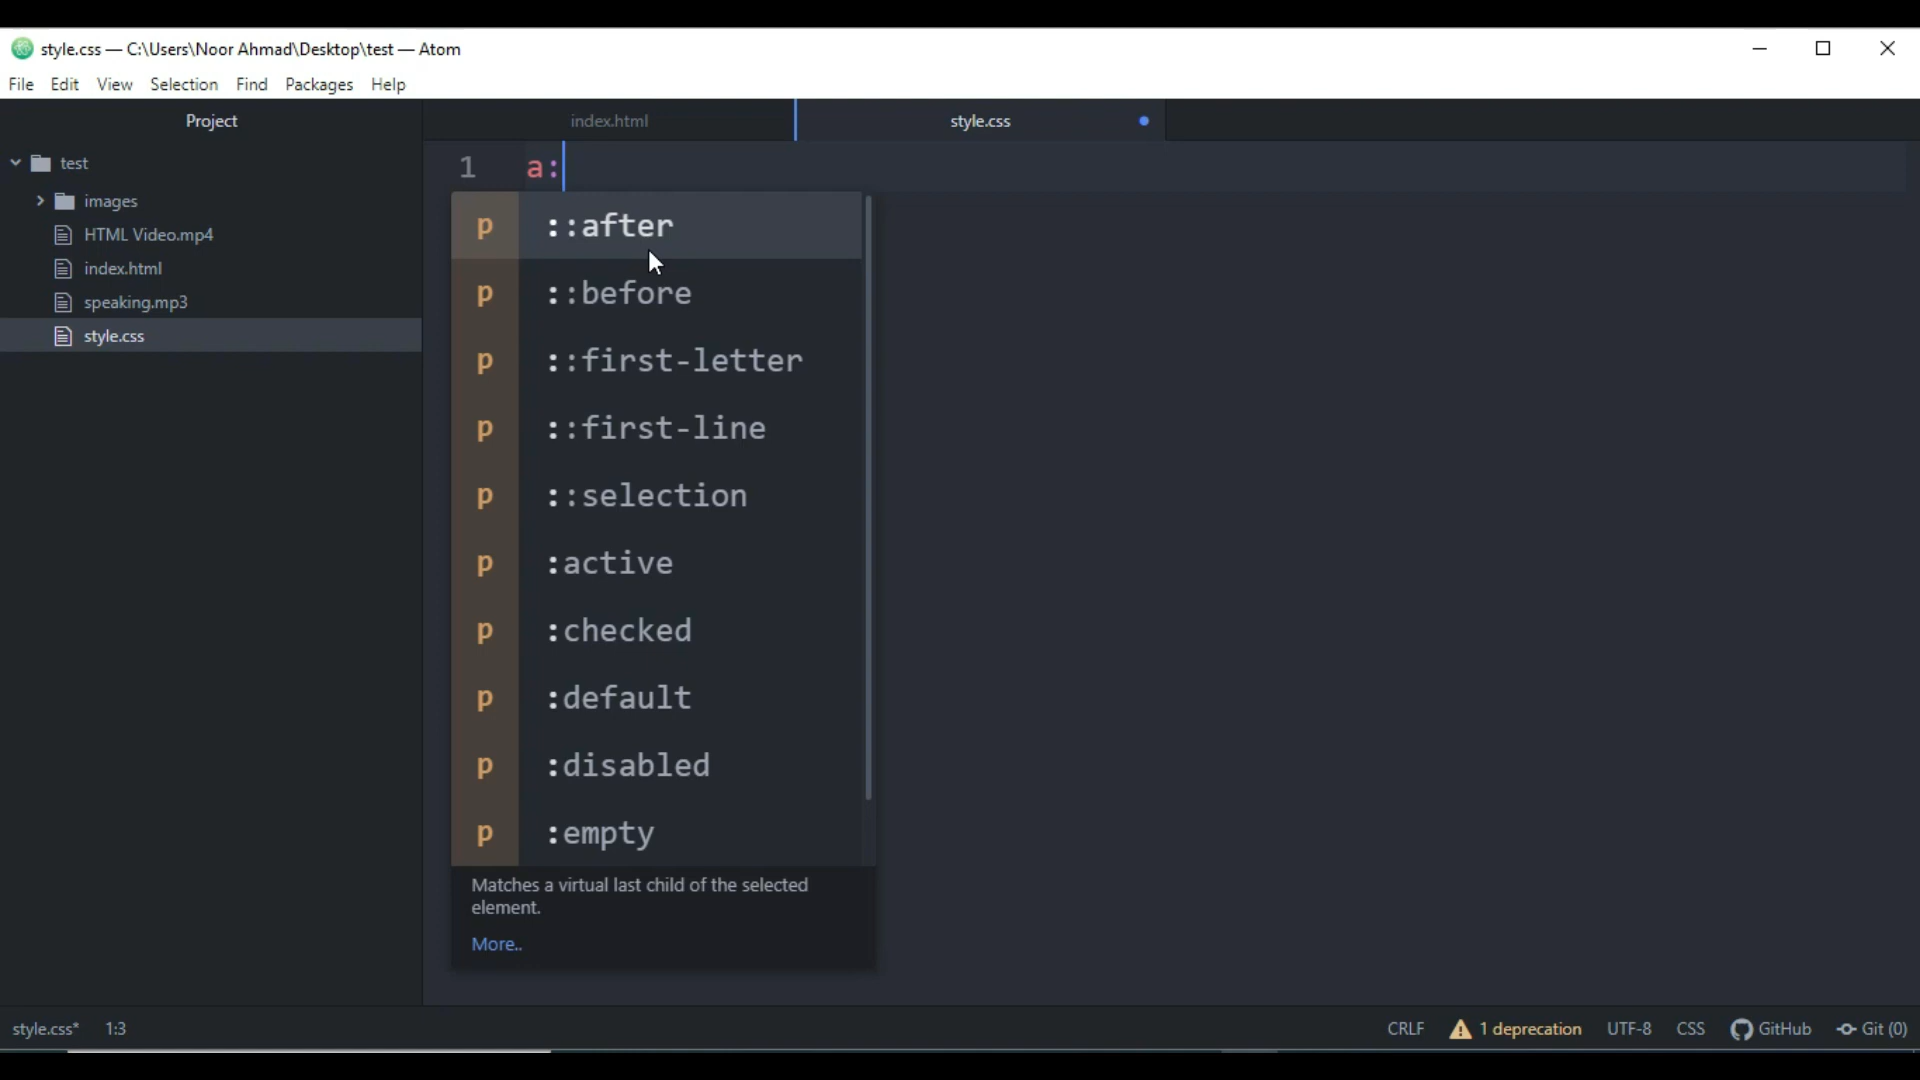 style.css — C:\Users\Noor Ahmad\Desktop\test — Atom
File Edit View Selection Find Packages Help
Project
index.html
style.css
test
images
HTML Video.mp4
index.html
speaking.mp3
style.css
1 a:
p ::after
p ::before
p ::first-letter
p ::first-line
p ::selection
p :active
p :checked
p :default
p :disabled
p :empty
Matches a virtual last child of the selected
element.
More..
style.css* 1:3 CRLF 1 deprecation UTF-8 CSS GitHub Git (0)